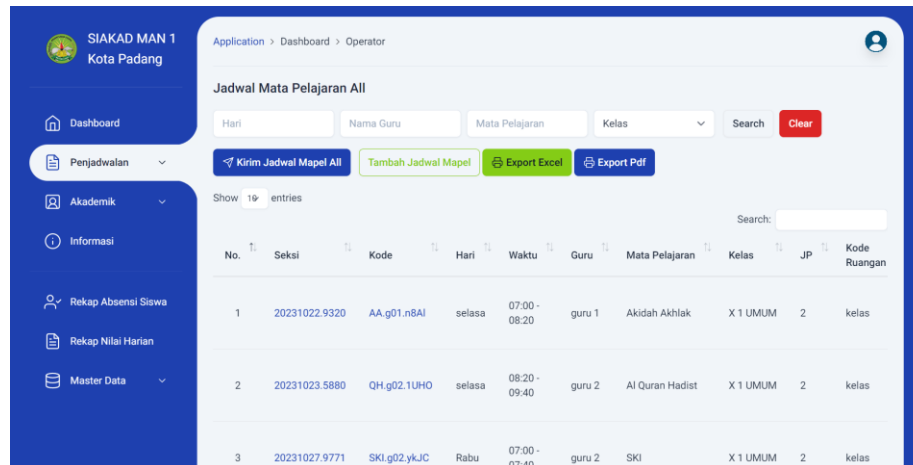 SIAKAD MAN 1
Kota Padang
Application > Dashboard > Operator
Jadwal Mata Pelajaran All
Dashboard
Penjadwalan
Akademik
Informasi
Rekap Absensi Siswa
Rekap Nilai Harian
Master Data
Hari Nama Guru Mata Pelajaran Kelas Search Clear
Kirim Jadwal Mapel All Tambah Jadwal Mapel Export Excel Export Pdf
Show 10 entries
Search:
No. Seksi Kode Hari Waktu Guru Mata Pelajaran Kelas JP Kode Ruangan
1 20231022.9320 AA.g01.n8Al selasa 07:00 - 08:20 guru 1 Akidah Akhlak X 1 UMUM 2 kelas
2 20231023.5880 QH.g02.1UHO selasa 08:20 - 09:40 guru 2 Al Quran Hadist X 1 UMUM 2 kelas
3 20231027.9771 SKI.g02.ykJC Rabu 07:00 - 07:40 guru 2 SKI X 1 UMUM 2 kelas